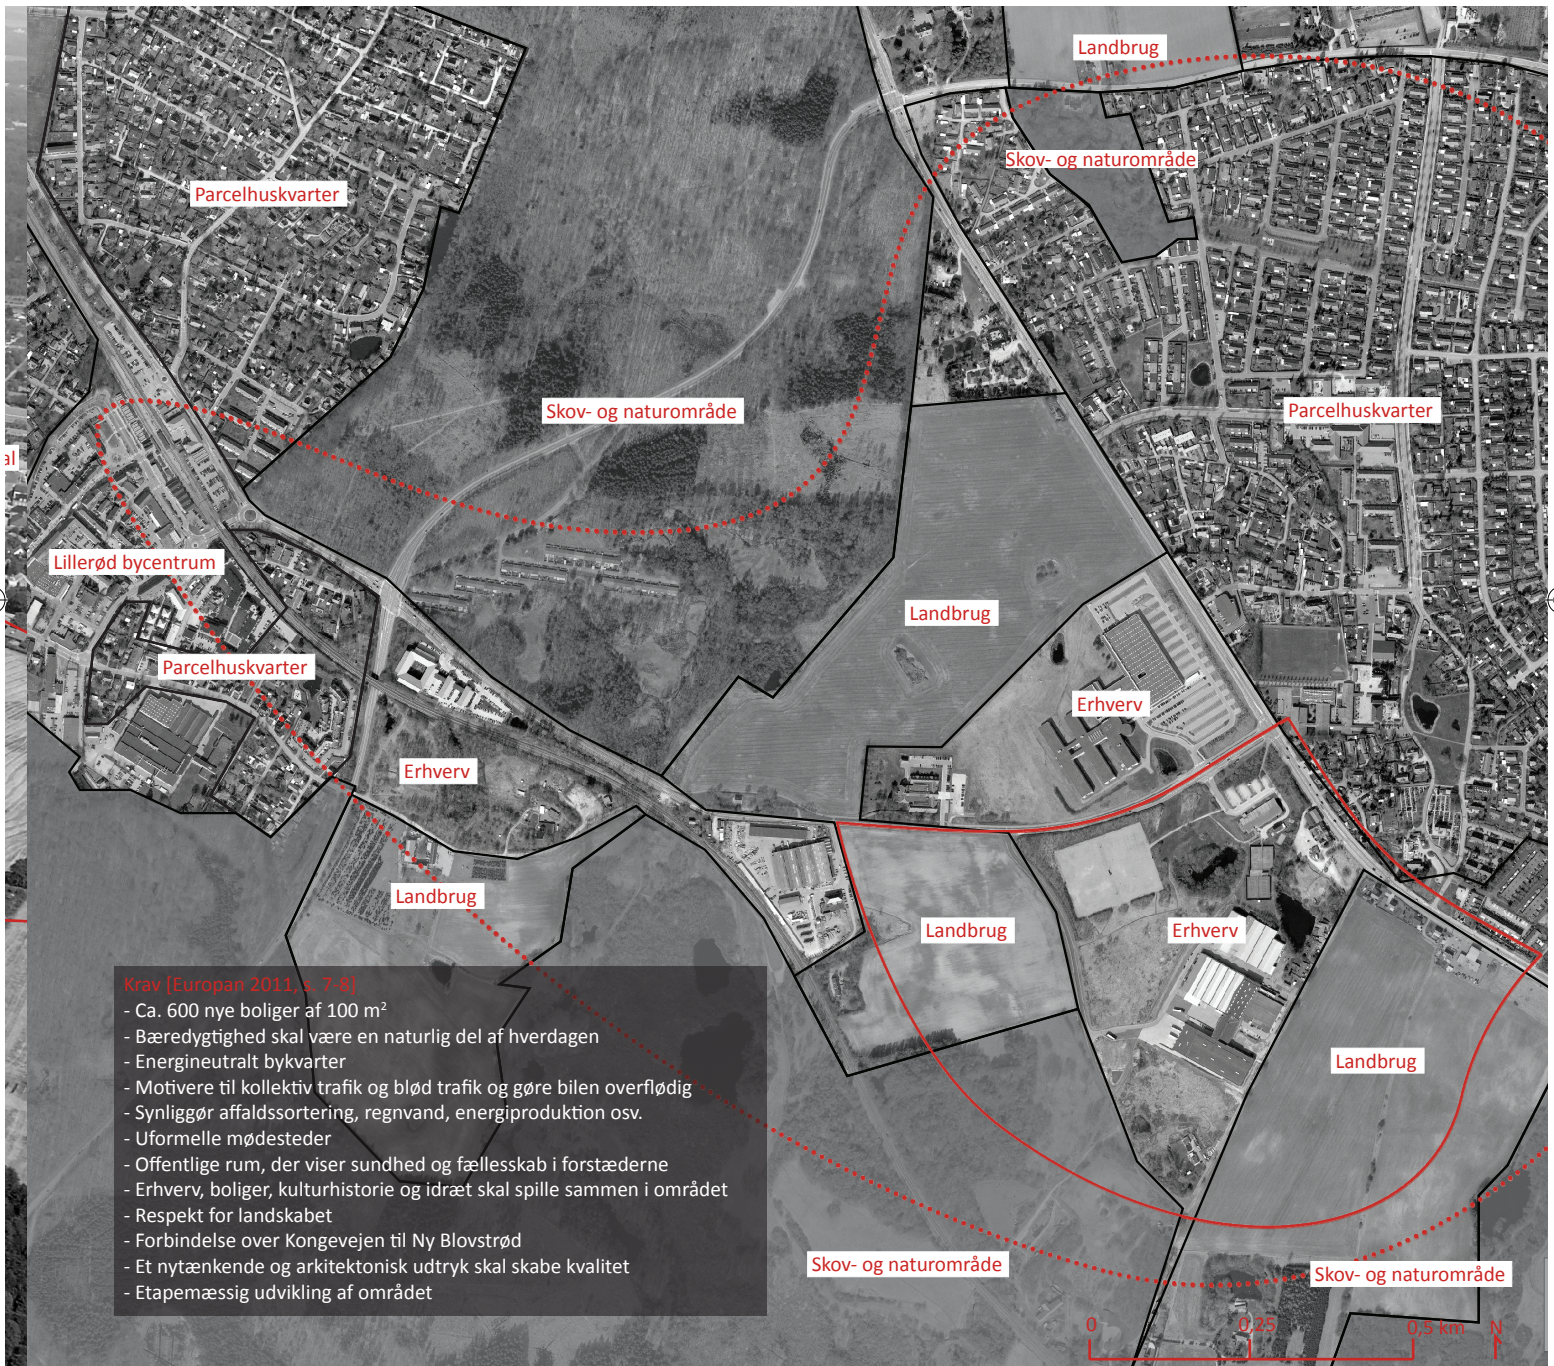 Landbrug
Skov- og naturområde
Parcelhuskvarter
Skov- og naturområde
Parcelhuskvarter
al
Lillerød bycentrum
Landbrug
Parcelhuskvarter
Erhverv
Erhverv
Landbrug
Landbrug
Erhverv
Landbrug
Krav [Europan 2011, s. 7-8]
- Ca. 600 nye boliger af 100 m²
- Bæredygtighed skal være en naturlig del af hverdagen
- Energineutralt bykvarter
- Motivere til kollektiv trafik og blød trafik og gøre bilen overflødig
- Synliggør affaldssortering, regnvand, energiproduktion osv.
- Uformelle mødesteder
- Offentlige rum, der viser sundhed og fællesskab i forstæderne
- Erhverv, boliger, kulturhistorie og idræt skal spille sammen i området
- Respekt for landskabet
- Forbindelse over Kongevejen til Ny Blovstrød
- Et nytænkende og arkitektonisk udtryk skal skabe kvalitet
- Etapemæssig udvikling af området
Skov- og naturområde
Skov- og naturområde
0 0,25 0,5 km N